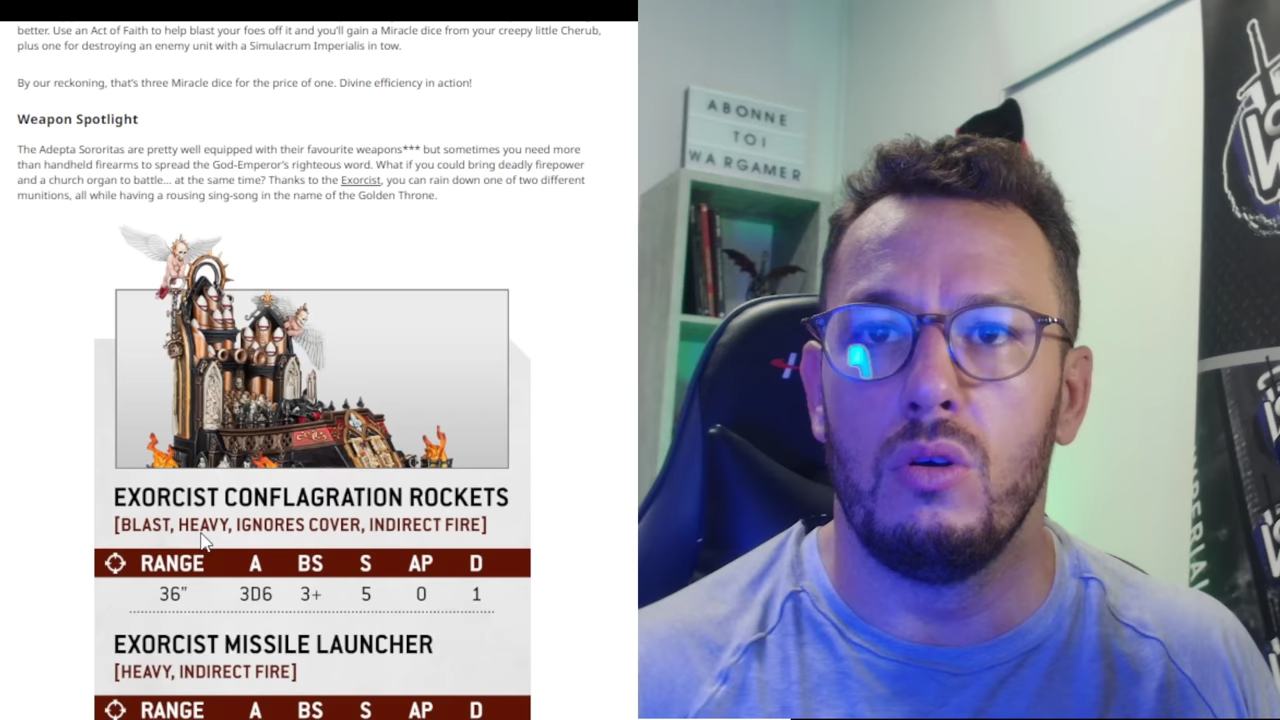 better. Use an Act of Faith to help blast your foes off it and you'll gain a Miracle dice from your creepy little Cherub,
plus one for destroying an enemy unit with a Simulacrum Imperialis in tow.
By our reckoning, that's three Miracle dice for the price of one. Divine efficiency in action!
Weapon Spotlight
The Adepta Sororitas are pretty well equipped with their favourite weapons*** but sometimes you need more
than handheld firearms to spread the God-Emperor's righteous word. What if you could bring deadly firepower
and a church organ to battle... at the same time? Thanks to the Exorcist, you can rain down one of two different
munitions, all while having a rousing sing-song in the name of the Golden Throne.
EXORCIST CONFLAGRATION ROCKETS
[BLAST, HEAVY, IGNORES COVER, INDIRECT FIRE]
RANGE A BS S AP D
36" 3D6 3+ 5 0 1
EXORCIST MISSILE LAUNCHER
[HEAVY, INDIRECT FIRE]
RANGE A BS S AP D
ABONNE
TOI
WARGAMER